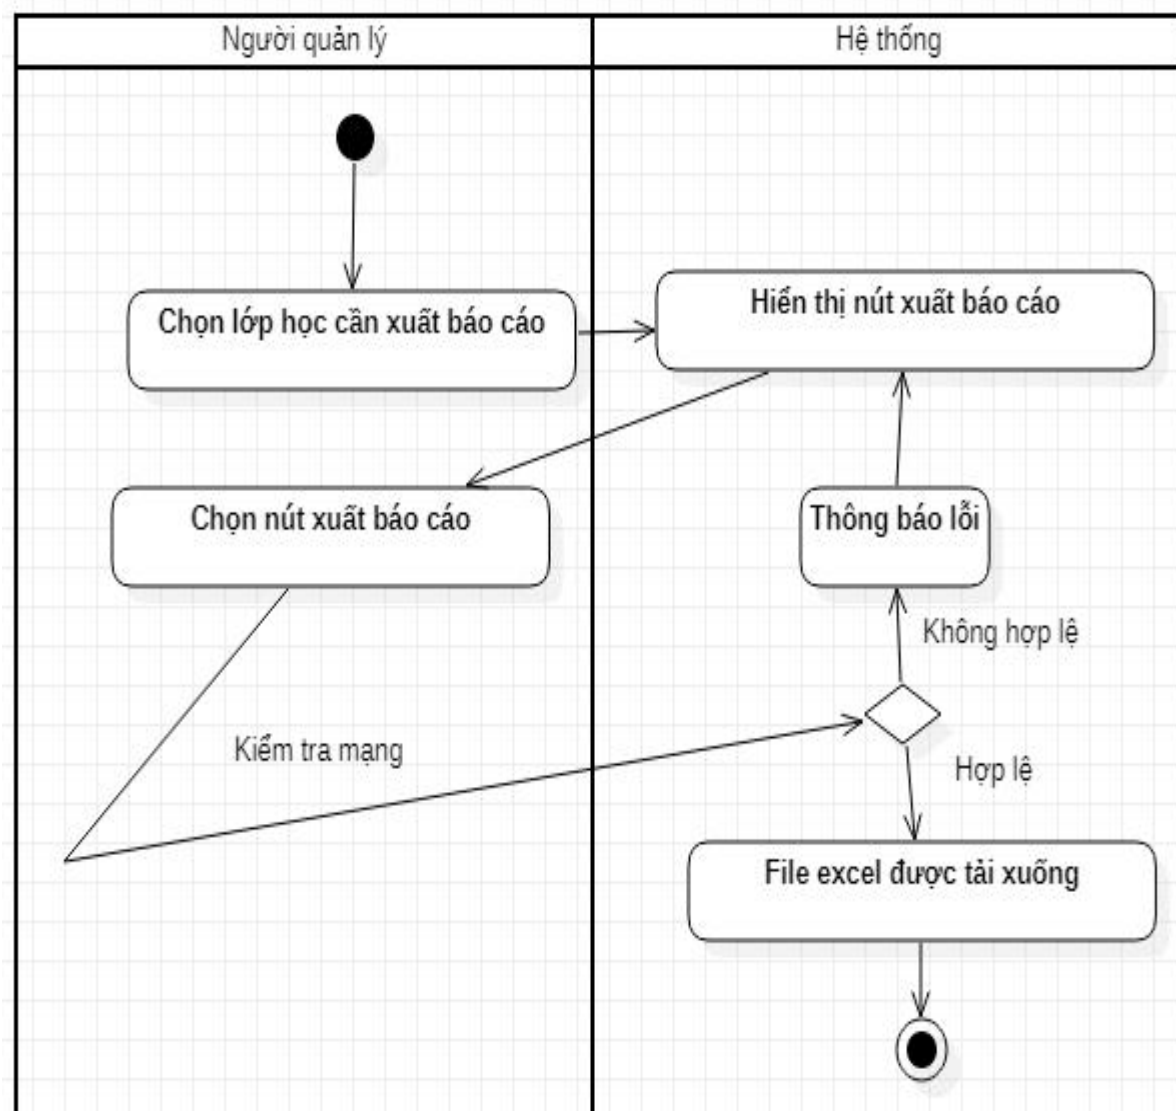 Người quản lý
Hệ thống
Chọn lớp học cần xuất báo cáo
Hiển thị nút xuất báo cáo
Chọn nút xuất báo cáo
Thông báo lỗi
Không hợp lệ
Kiểm tra mạng
Hợp lệ
File excel được tải xuống